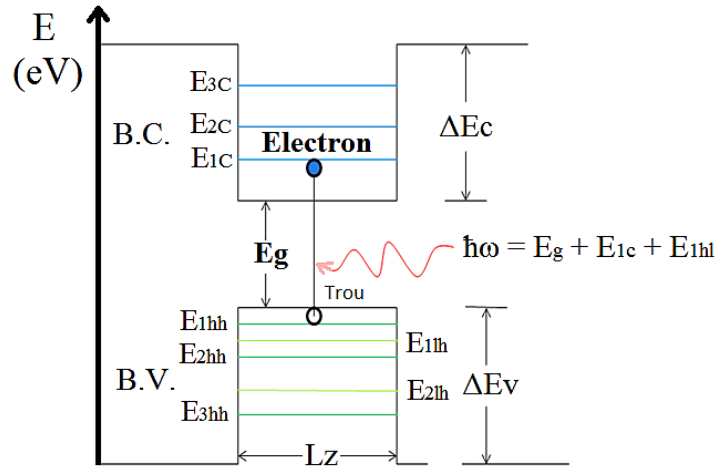 E
(eV)
E3C
B.C.
E2C
Electron
E1C
ΔEc
Eg
ħω = Eg + E1c + E1hl
Trou
E1hh
E1lh
E2hh
B.V.
E2lh
ΔEv
E3hh
Lz